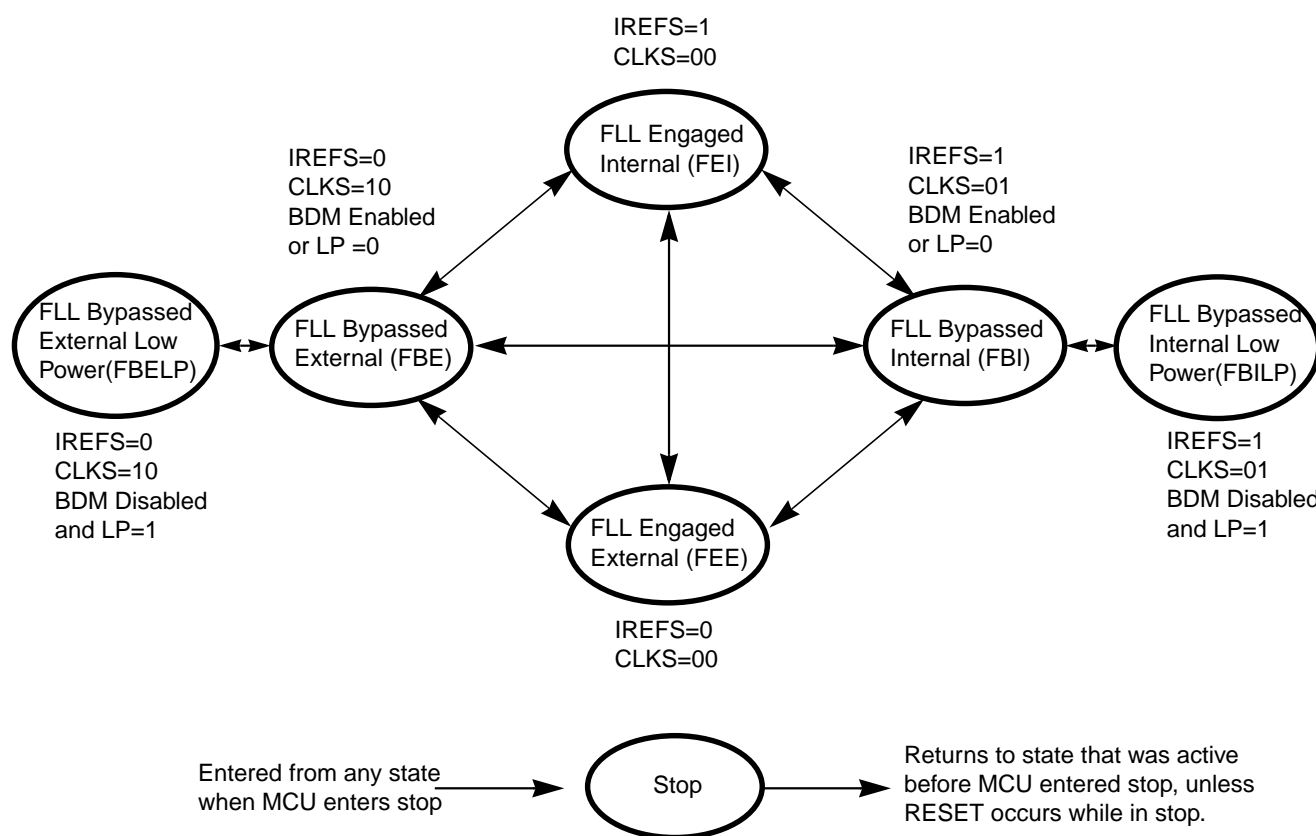 IREFS=1
CLKS=00
FLL Engaged
Internal (FEI)
IREFS=0
CLKS=10
BDM Enabled
or LP =0
IREFS=1
CLKS=01
BDM Enabled
or LP=0
FLL Bypassed
External Low
Power(FBELP)
FLL Bypassed
External (FBE)
FLL Bypassed
Internal (FBI)
FLL Bypassed
Internal Low
Power(FBILP)
IREFS=0
CLKS=10
BDM Disabled
and LP=1
FLL Engaged
External (FEE)
IREFS=1
CLKS=01
BDM Disabled
and LP=1
IREFS=0
CLKS=00
Entered from any state
when MCU enters stop
Stop
Returns to state that was active
before MCU entered stop, unless
RESET occurs while in stop.